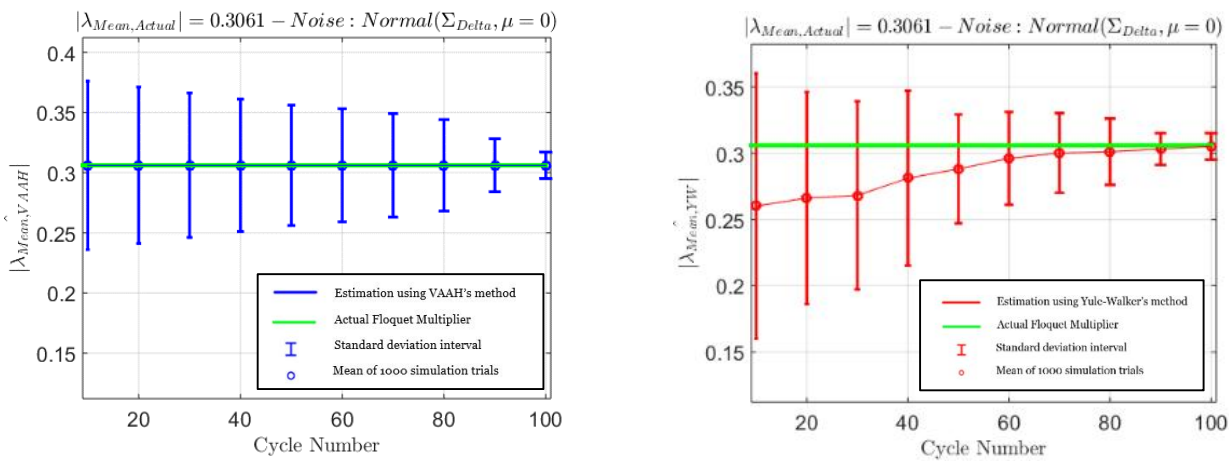 |λ_{Mean,Actual}| = 0.3061 − Noise : Normal(Σ_{Delta}, μ = 0)
0.4
0.35
0.3
0.25
0.2
0.15
|λ̂_{Mean,VAAH}|
Estimation using VAAH's method
Actual Floquet Multiplier
Standard deviation interval
Mean of 1000 simulation trials
20 40 60 80 100
Cycle Number
|λ_{Mean,Actual}| = 0.3061 − Noise : Normal(Σ_{Delta}, μ = 0)
0.35
0.3
0.25
0.2
0.15
|λ̂_{Mean,YW}|
Estimation using Yule-Walker's method
Actual Floquet Multiplier
Standard deviation interval
Mean of 1000 simulation trials
20 40 60 80 100
Cycle Number